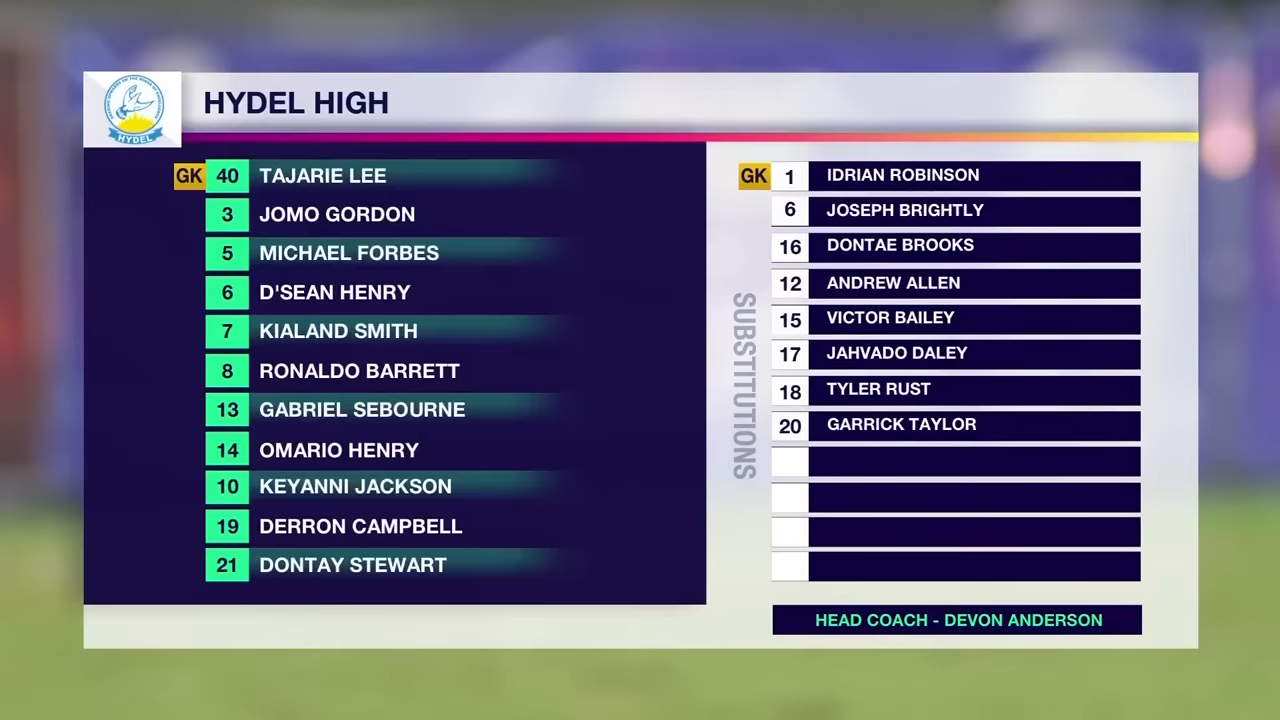 HYDEL HIGH
HYDEL
GK 40 TAJARIE LEE
3 JOMO GORDON
5 MICHAEL FORBES
6 D'SEAN HENRY
7 KIALAND SMITH
8 RONALDO BARRETT
13 GABRIEL SEBOURNE
14 OMARIO HENRY
10 KEYANNI JACKSON
19 DERRON CAMPBELL
21 DONTAY STEWART
SUBSTITUTIONS
GK 1 IDRIAN ROBINSON
6 JOSEPH BRIGHTLY
16 DONTAE BROOKS
12 ANDREW ALLEN
15 VICTOR BAILEY
17 JAHVADO DALEY
18 TYLER RUST
20 GARRICK TAYLOR
HEAD COACH - DEVON ANDERSON